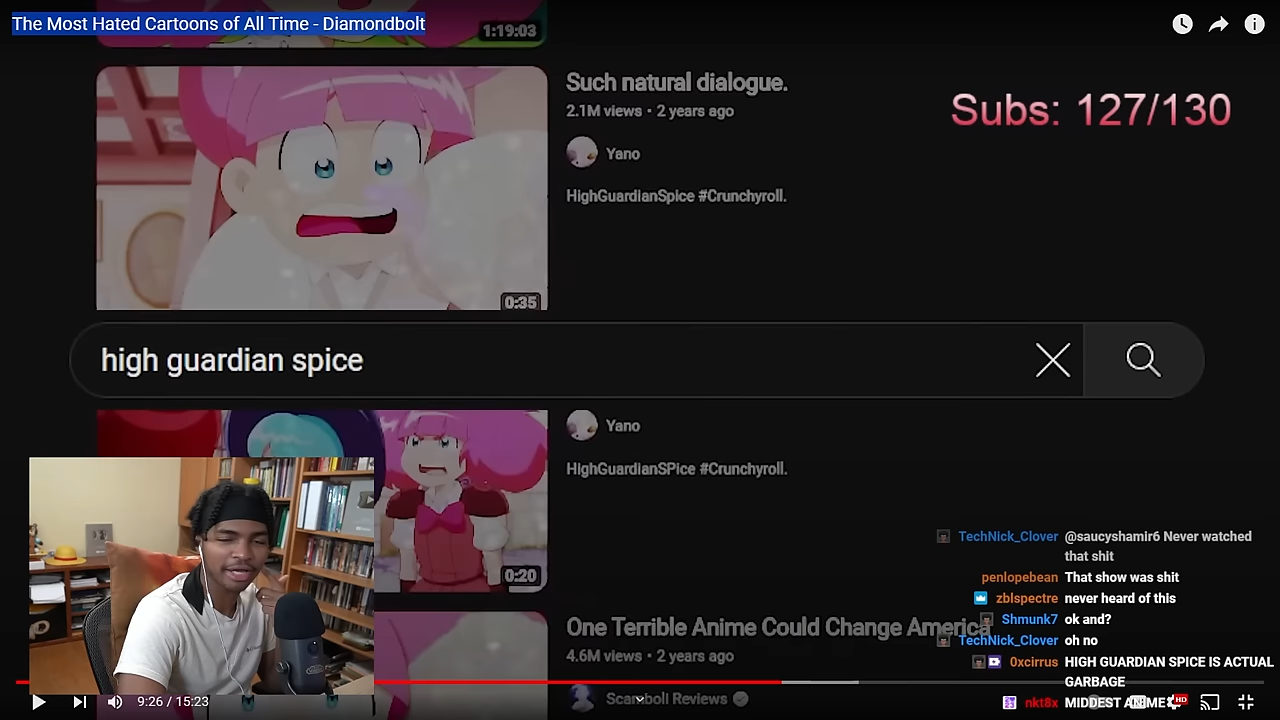 The Most Hated Cartoons of All Time - Diamondbolt
1:19:03
Such natural dialogue.
2.1M views • 2 years ago
Subs: 127/130
Yano
HighGuardianSpice #Crunchyroll.
0:35
high guardian spice
Yano
HighGuardianSPice #Crunchyroll.
0:20
TechNick_Clover @saucyshamir6 Never watched
that shit
penlopebean That show was shit
zblspectre never heard of this
Shmunk7 ok and?
TechNick_Clover oh no
0xcirrus HIGH GUARDIAN SPICE IS ACTUAL
GARBAGE
nkt8x MIDDEST ANIME
One Terrible Anime Could Change America
4.6M views • 2 years ago
Scamboli Reviews
9:26 / 15:23
HD